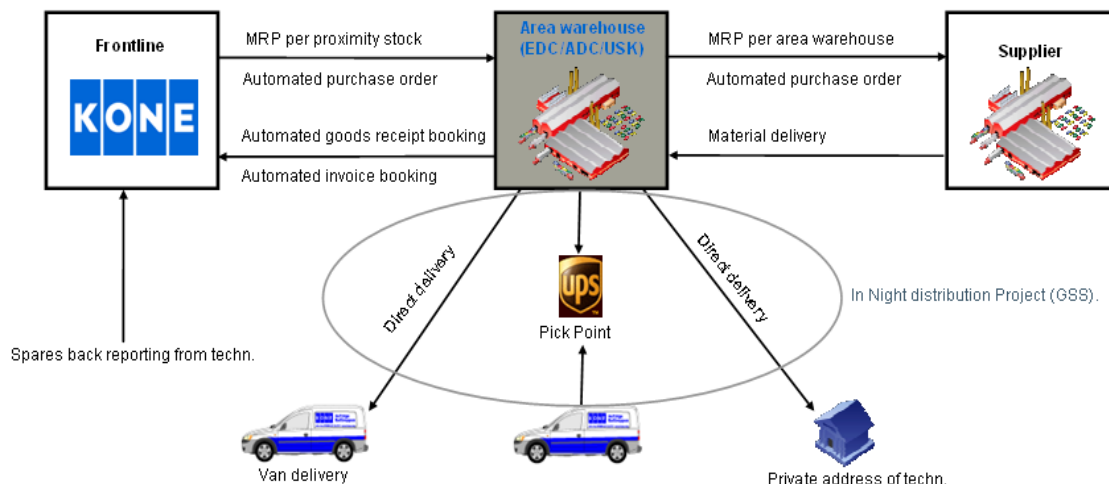 Frontline
KONE
MRP per proximity stock
Automated purchase order
Automated goods receipt booking
Automated invoice booking
Area warehouse
(EDC/ADC/USK)
MRP per area warehouse
Automated purchase order
Material delivery
Supplier
Direct delivery
ups
Pick Point
Direct delivery
In Night distribution Project (GSS).
Spares back reporting from techn.
KONE
Van delivery
KONE
Private address of techn.